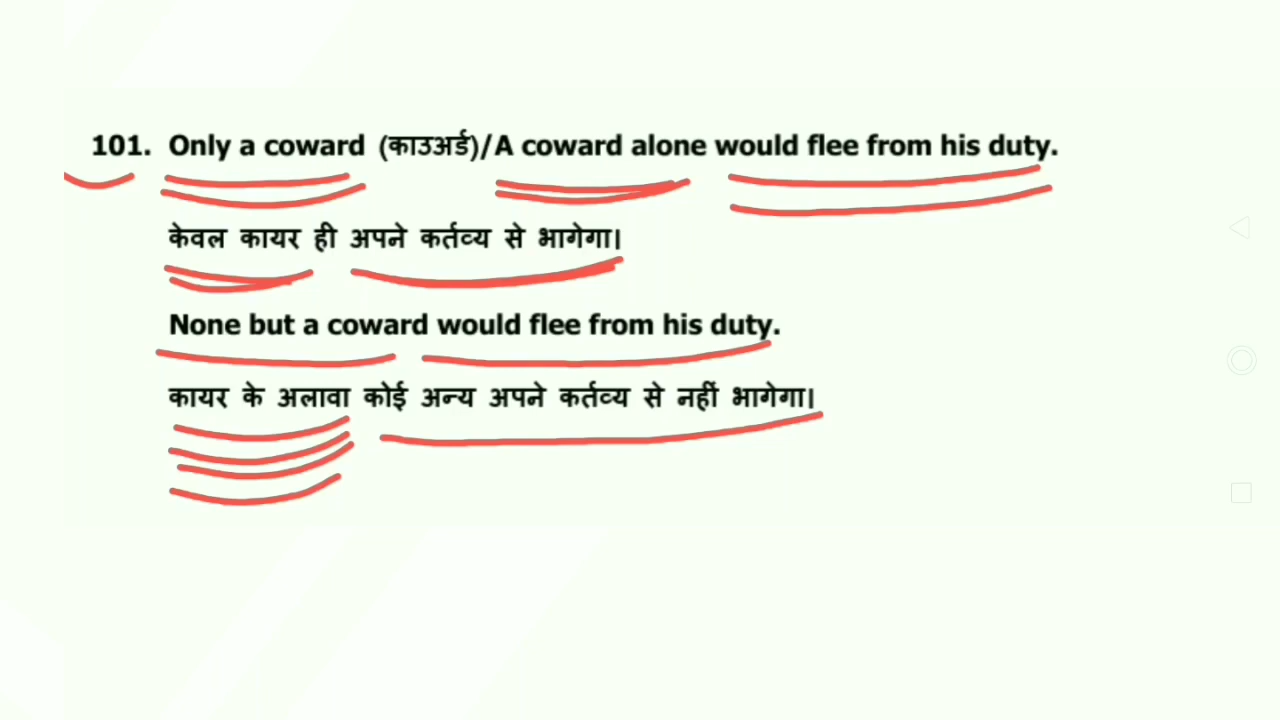 101. Only a coward (काउअर्ड)/A coward alone would flee from his duty.
केवल कायर ही अपने कर्तव्य से भागेगा।
None but a coward would flee from his duty.
कायर के अलावा कोई अन्य अपने कर्तव्य से नहीं भागेगा।